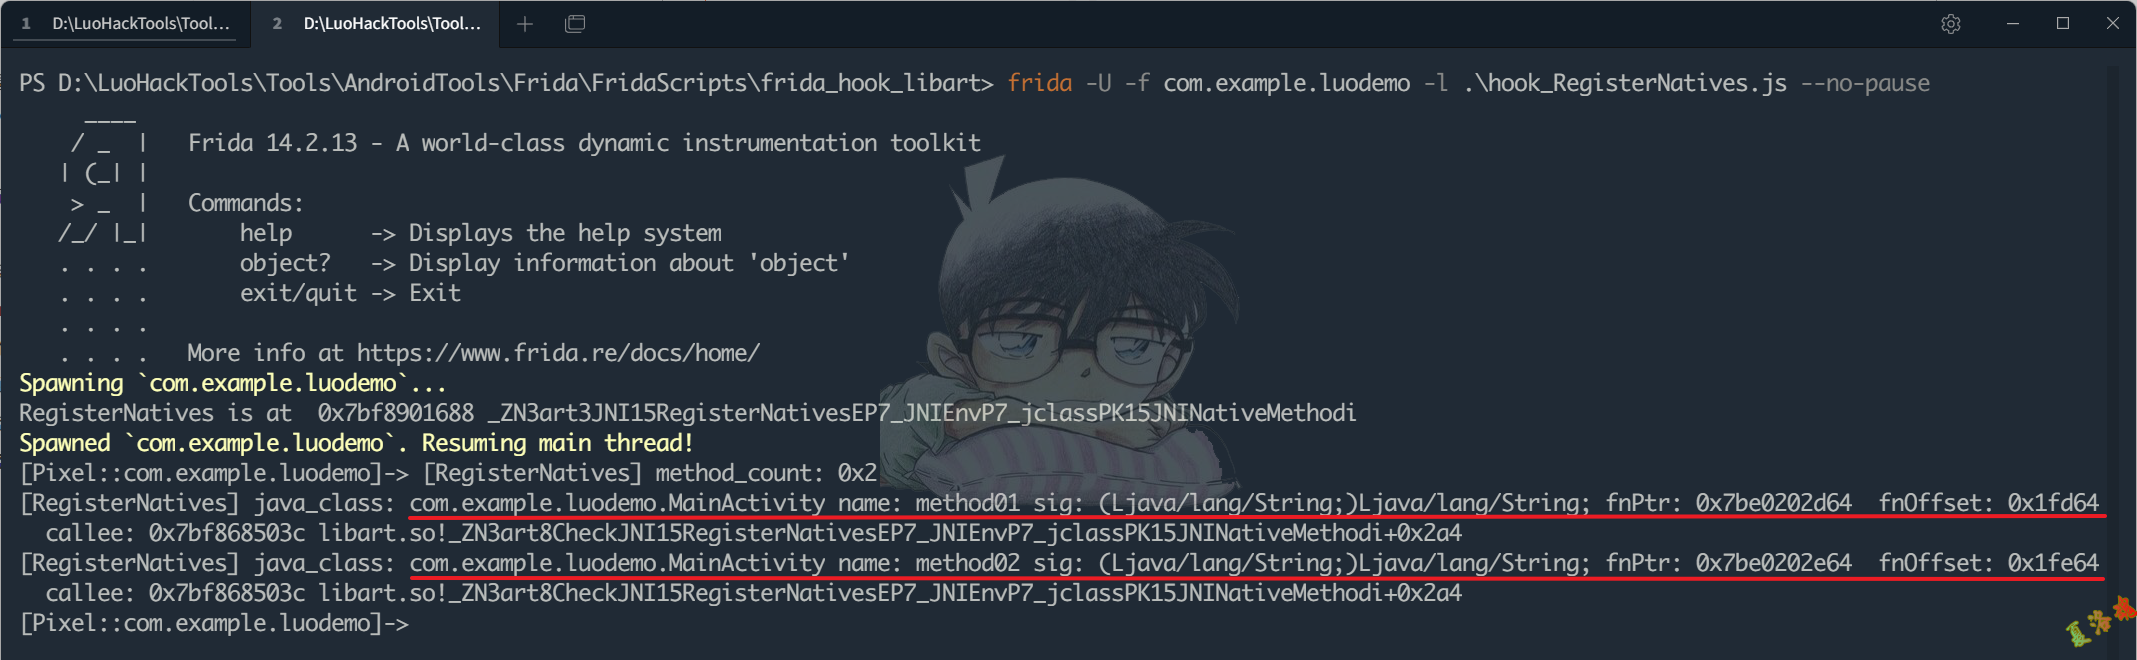 1 D:\LuoHackTools\Tool... 2 D:\LuoHackTools\Tool...
PS D:\LuoHackTools\Tools\AndroidTools\Frida\FridaScripts\frida_hook_libart> frida -U -f com.example.luodemo -l .\hook_RegisterNatives.js --no-pause
     ____
    / _  |   Frida 14.2.13 - A world-class dynamic instrumentation toolkit
   | (_| |
    > _  |   Commands:
   /_/ |_|       help      -> Displays the help system
   . . . .       object?   -> Display information about 'object'
   . . . .       exit/quit -> Exit
   . . . .
   . . . .   More info at https://www.frida.re/docs/home/
Spawning `com.example.luodemo`...
RegisterNatives is at  0x7bf8901688 _ZN3art3JNI15RegisterNativesEP7_JNIEnvP7_jclassPK15JNINativeMethodi
Spawned `com.example.luodemo`. Resuming main thread!
[Pixel::com.example.luodemo]-> [RegisterNatives] method_count: 0x2
[RegisterNatives] java_class: com.example.luodemo.MainActivity name: method01 sig: (Ljava/lang/String;)Ljava/lang/String; fnPtr: 0x7be0202d64  fnOffset: 0x1fd64
  callee: 0x7bf868503c libart.so!_ZN3art8CheckJNI15RegisterNativesEP7_JNIEnvP7_jclassPK15JNINativeMethodi+0x2a4
[RegisterNatives] java_class: com.example.luodemo.MainActivity name: method02 sig: (Ljava/lang/String;)Ljava/lang/String; fnPtr: 0x7be0202e64  fnOffset: 0x1fe64
  callee: 0x7bf868503c libart.so!_ZN3art8CheckJNI15RegisterNativesEP7_JNIEnvP7_jclassPK15JNINativeMethodi+0x2a4
[Pixel::com.example.luodemo]->